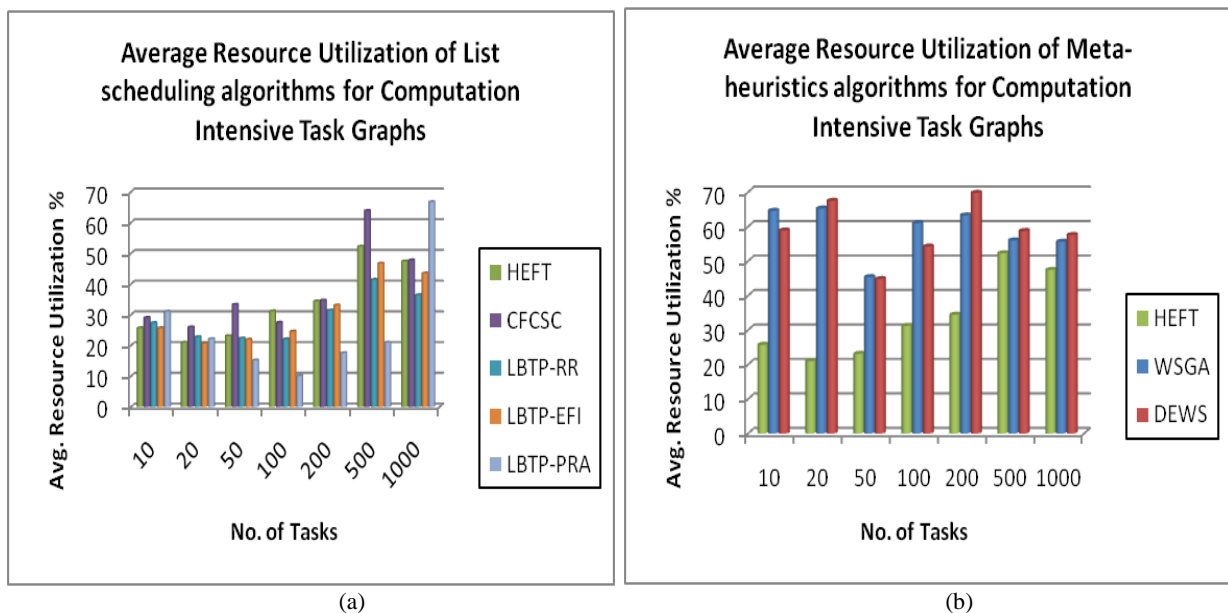 Average Resource Utilization of List
scheduling algorithms for Computation
Intensive Task Graphs
Avg. Resource Utilization %
70
60
50
40
30
20
10
0
10
20
50
100
200
500
1000
No. of Tasks
HEFT
CFCSC
LBTP-RR
LBTP-EFI
LBTP-PRA
(a)
Average Resource Utilization of Meta-
heuristics algorithms for Computation
Intensive Task Graphs
Avg. Resource Utilization %
70
60
50
40
30
20
10
0
10
20
50
100
200
500
1000
No. of Tasks
HEFT
WSGA
DEWS
(b)